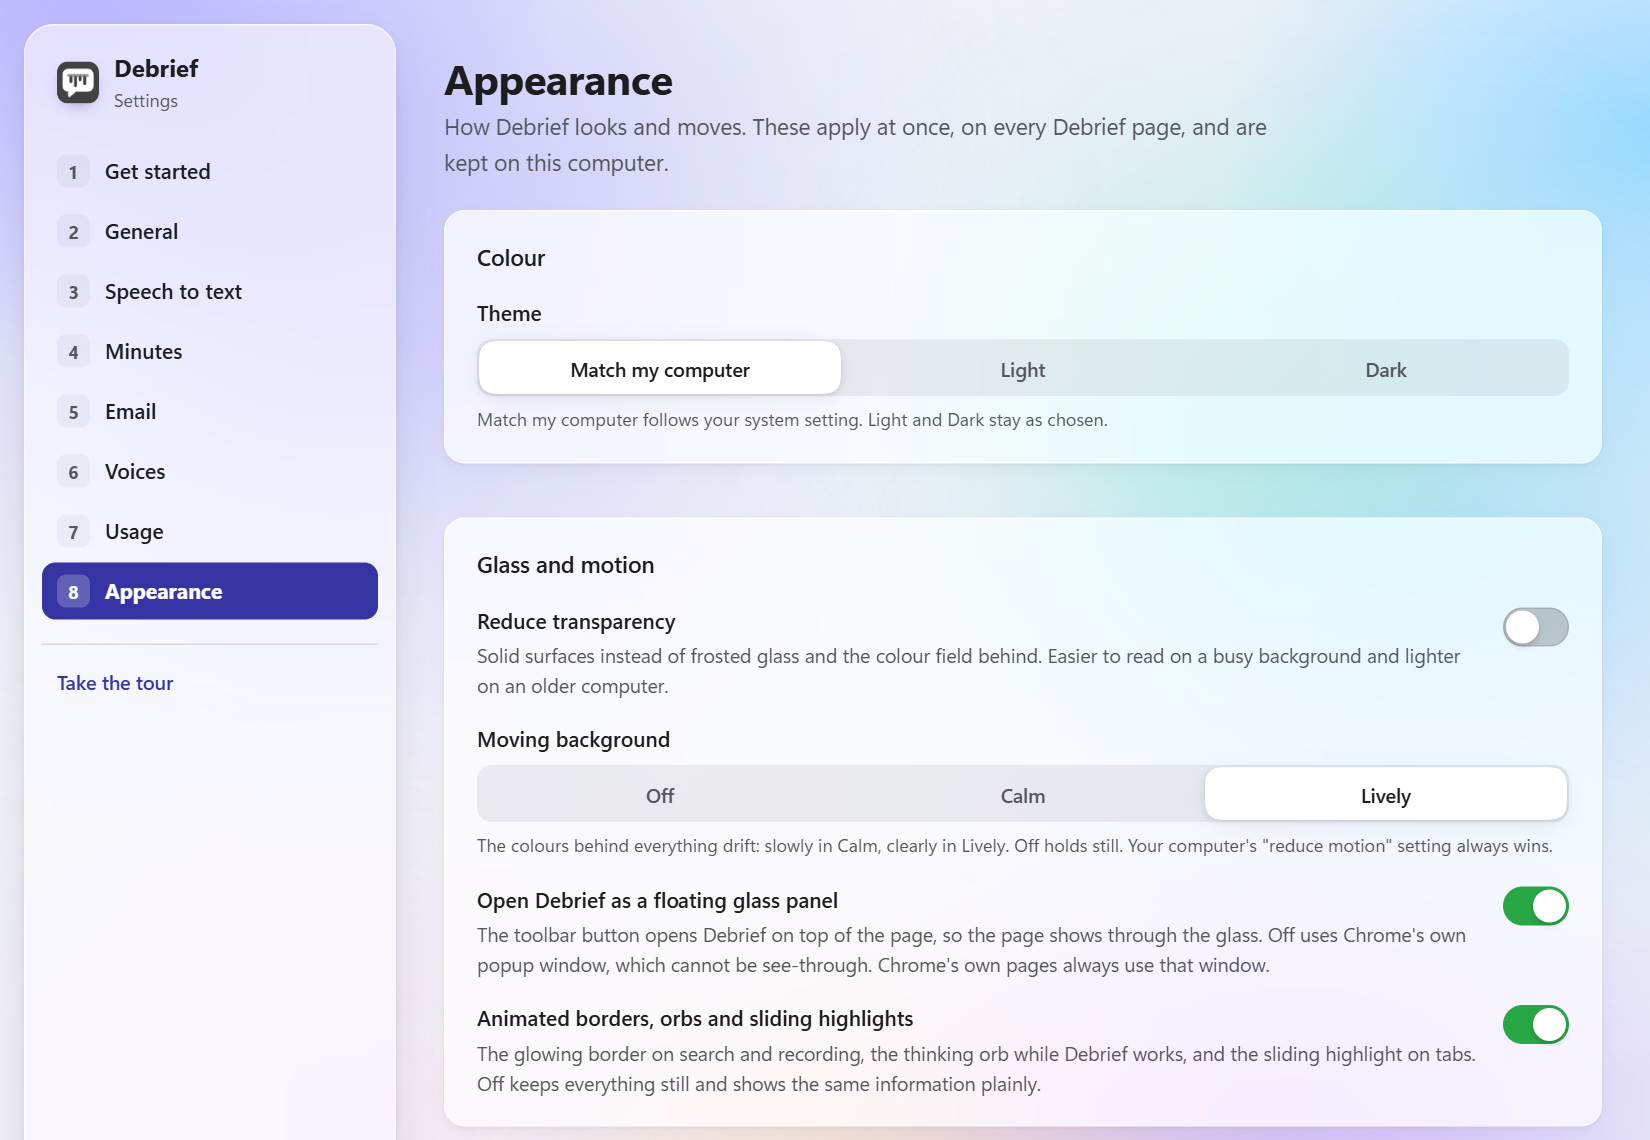 Debrief
Settings
1 Get started
2 General
3 Speech to text
4 Minutes
5 Email
6 Voices
7 Usage
8 Appearance
Take the tour
Appearance
How Debrief looks and moves. These apply at once, on every Debrief page, and are
kept on this computer.
Colour
Theme
Match my computer Light Dark
Match my computer follows your system setting. Light and Dark stay as chosen.
Glass and motion
Reduce transparency
Solid surfaces instead of frosted glass and the colour field behind. Easier to read on a busy background and lighter
on an older computer.
Moving background
Off Calm Lively
The colours behind everything drift: slowly in Calm, clearly in Lively. Off holds still. Your computer's "reduce motion" setting always wins.
Open Debrief as a floating glass panel
The toolbar button opens Debrief on top of the page, so the page shows through the glass. Off uses Chrome's own
popup window, which cannot be see-through. Chrome's own pages always use that window.
Animated borders, orbs and sliding highlights
The glowing border on search and recording, the thinking orb while Debrief works, and the sliding highlight on tabs.
Off keeps everything still and shows the same information plainly.